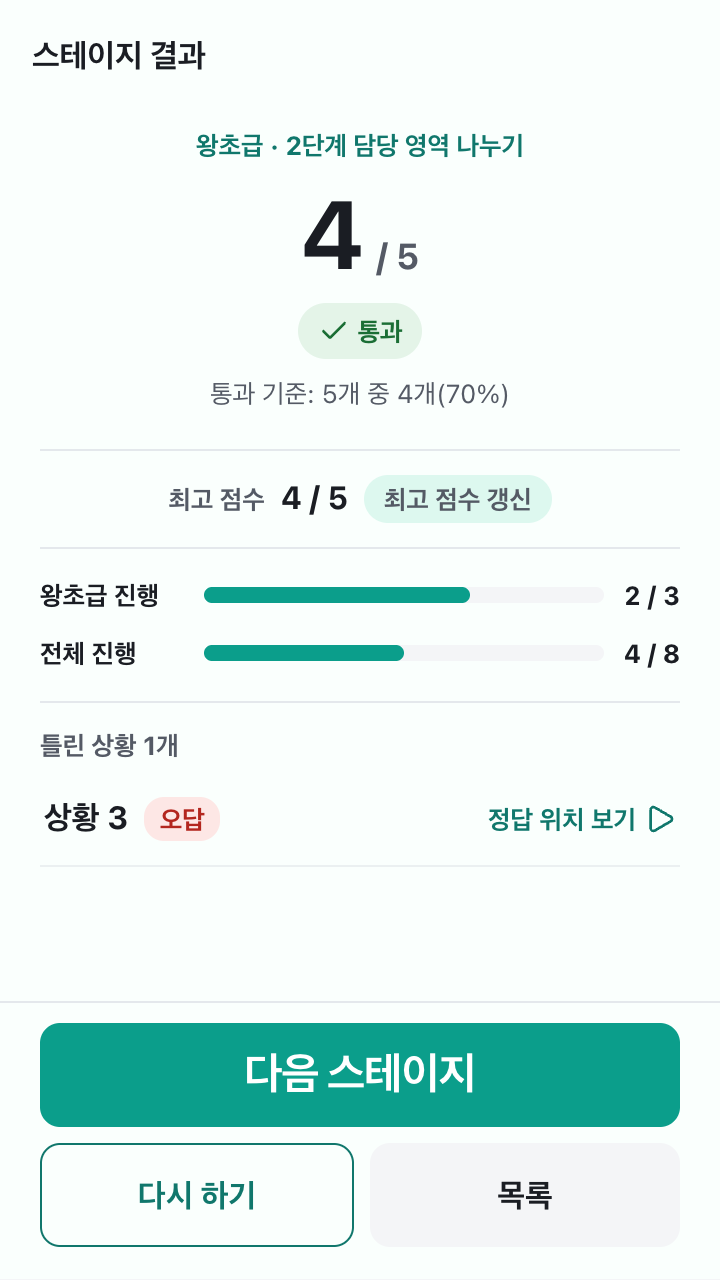 스테이지 결과
왕초급 · 2단계 담당 영역 나누기
4 / 5
통과
통과 기준: 5개 중 4개(70%)
최고 점수 4 / 5 최고 점수 갱신
왕초급 진행 2 / 3
전체 진행 4 / 8
틀린 상황 1개
상황 3 오답 정답 위치 보기
다음 스테이지
다시 하기 목록